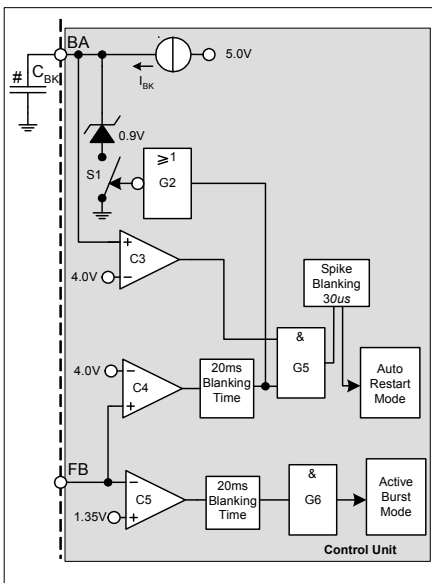 BA
5.0V
# C_BK
I_BK
0.9V
S1
≥1
G2
C3
+
-
4.0V
Spike
Blanking
30us
&
G5
4.0V
-
C4
+
20ms
Blanking
Time
Auto
Restart
Mode
FB
-
C5
+
1.35V
20ms
Blanking
Time
&
G6
Active
Burst
Mode
Control Unit